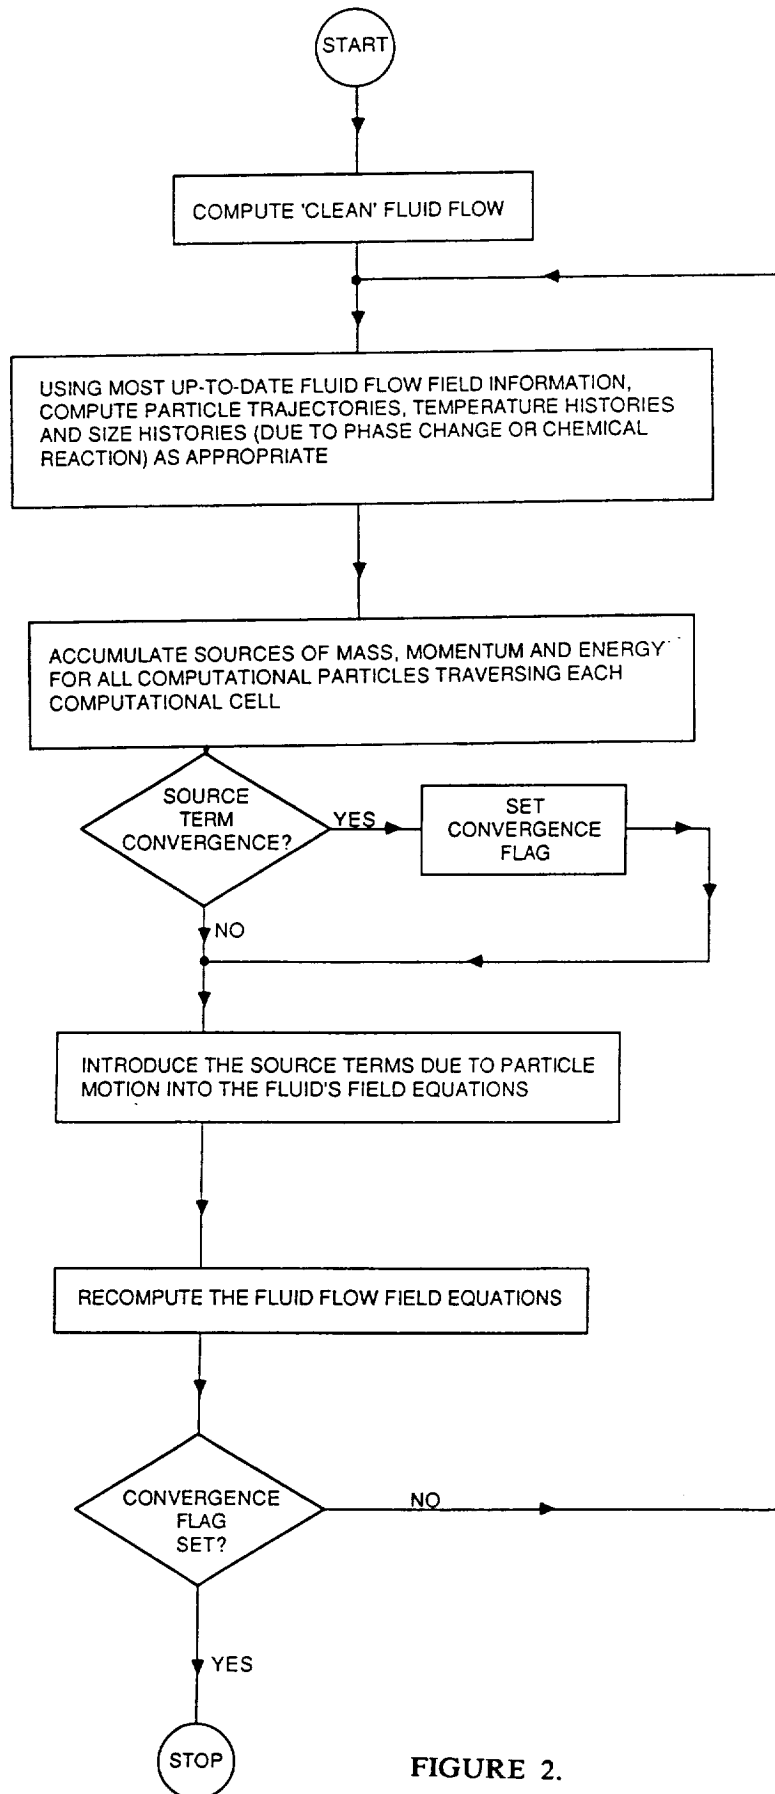 START
COMPUTE 'CLEAN' FLUID FLOW
USING MOST UP-TO-DATE FLUID FLOW FIELD INFORMATION,
COMPUTE PARTICLE TRAJECTORIES, TEMPERATURE HISTORIES
AND SIZE HISTORIES (DUE TO PHASE CHANGE OR CHEMICAL
REACTION) AS APPROPRIATE
ACCUMULATE SOURCES OF MASS, MOMENTUM AND ENERGY
FOR ALL COMPUTATIONAL PARTICLES TRAVERSING EACH
COMPUTATIONAL CELL
SOURCE
TERM
CONVERGENCE?
YES
SET
CONVERGENCE
FLAG
NO
INTRODUCE THE SOURCE TERMS DUE TO PARTICLE
MOTION INTO THE FLUID'S FIELD EQUATIONS
RECOMPUTE THE FLUID FLOW FIELD EQUATIONS
CONVERGENCE
FLAG
SET?
NO
YES
STOP
FIGURE 2.